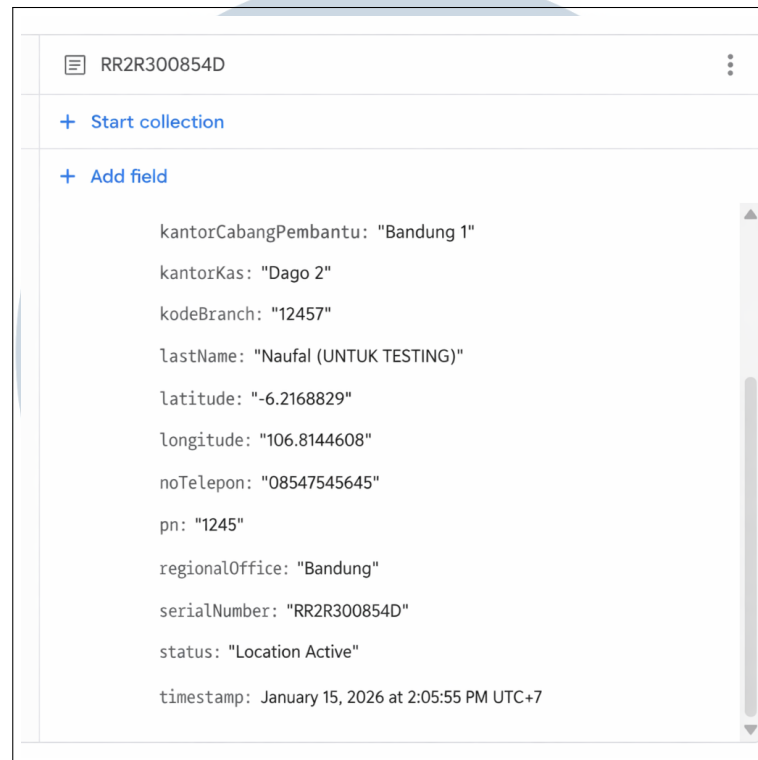 RR2R300854D
+ Start collection
+ Add field
kantorCabangPembantu: "Bandung 1"
kantorKas: "Dago 2"
kodeBranch: "12457"
lastName: "Naufal (UNTUK TESTING)"
latitude: "-6.2168829"
longitude: "106.8144608"
noTelepon: "08547545645"
pn: "1245"
regionalOffice: "Bandung"
serialNumber: "RR2R300854D"
status: "Location Active"
timestamp: January 15, 2026 at 2:05:55 PM UTC+7